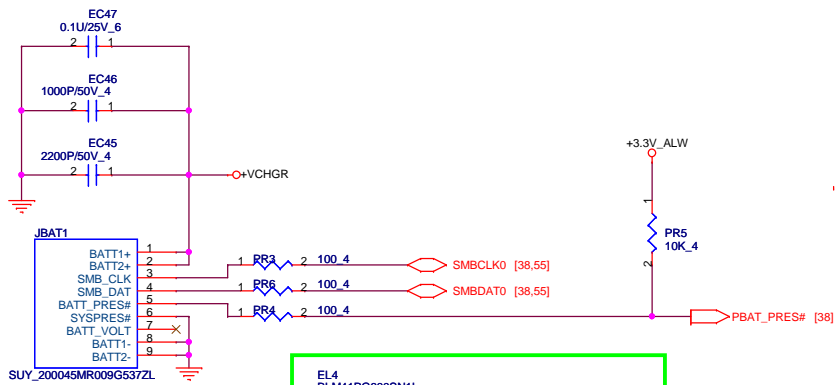 EC47
0.1U/25V_6
2 1
EC46
1000P/50V_4
2 1
EC45
2200P/50V_4
2 1
+VCHGR
+3.3V_ALW
1
PR5
10K_4
2
JBAT1
BATT1+ 1
BATT2+ 2
SMB_CLK 3 1 PR3 2 100_4 SMBCLK0 [38,55]
SMB_DAT 4 1 PR6 2 100_4 SMBDAT0 [38,55]
BATT_PRES# 5 1 PR4 2 100_4 PBAT_PRES# [38]
SYSPRES# 6
BATT_VOLT 7
BATT1- 8
BATT2- 9
SUY_200045MR009G537ZL
EL4